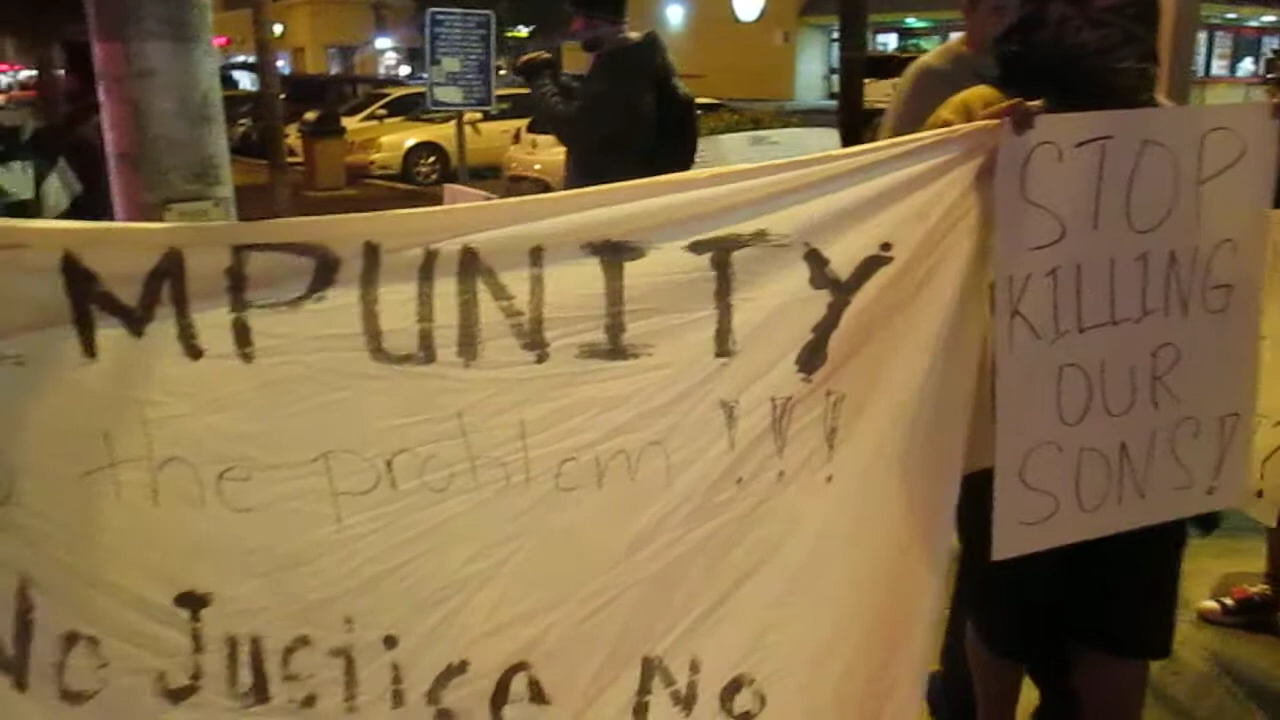 MPUNITY
the problem !!!
No Justice No
STOP
KILLING
OUR
SONS!